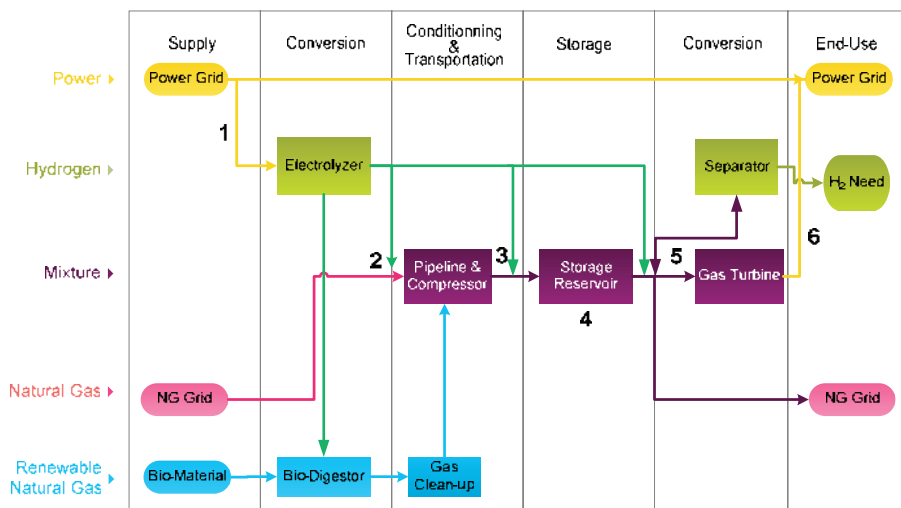 Supply
Conversion
Conditionning
&
Transportation
Storage
Conversion
End-Use
Power
Power Grid
Power Grid
1
Hydrogen
Electrolyzer
Separator
H2 Need
6
Mixture
2
Pipeline &
Compressor
3
Storage
Reservoir
5
Gas Turbine
4
Natural Gas
NG Grid
NG Grid
Renewable
Natural Gas
Bio-Material
Bio-Digestor
Gas
Clean-up